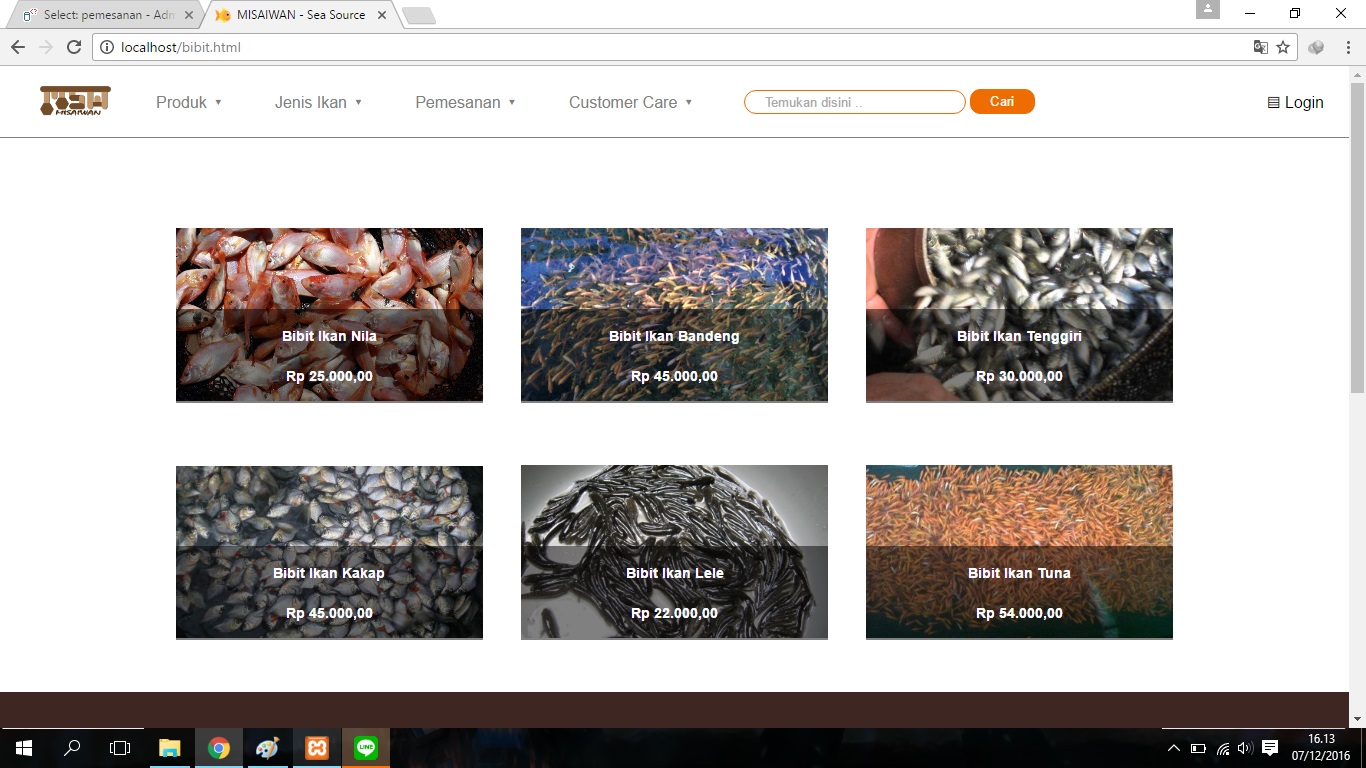 Select: pemesanan - Adm
MISAIWAN - Sea Source
localhost/bibit.html
MISAIWAN
Produk ▼
Jenis Ikan ▼
Pemesanan ▼
Customer Care ▼
Temukan disini ..
Cari
Login
Bibit Ikan Nila
Rp 25.000,00
Bibit Ikan Bandeng
Rp 45.000,00
Bibit Ikan Tenggiri
Rp 30.000,00
Bibit Ikan Kakap
Rp 45.000,00
Bibit Ikan Lele
Rp 22.000,00
Bibit Ikan Tuna
Rp 54.000,00
LINE
16.13
07/12/2016